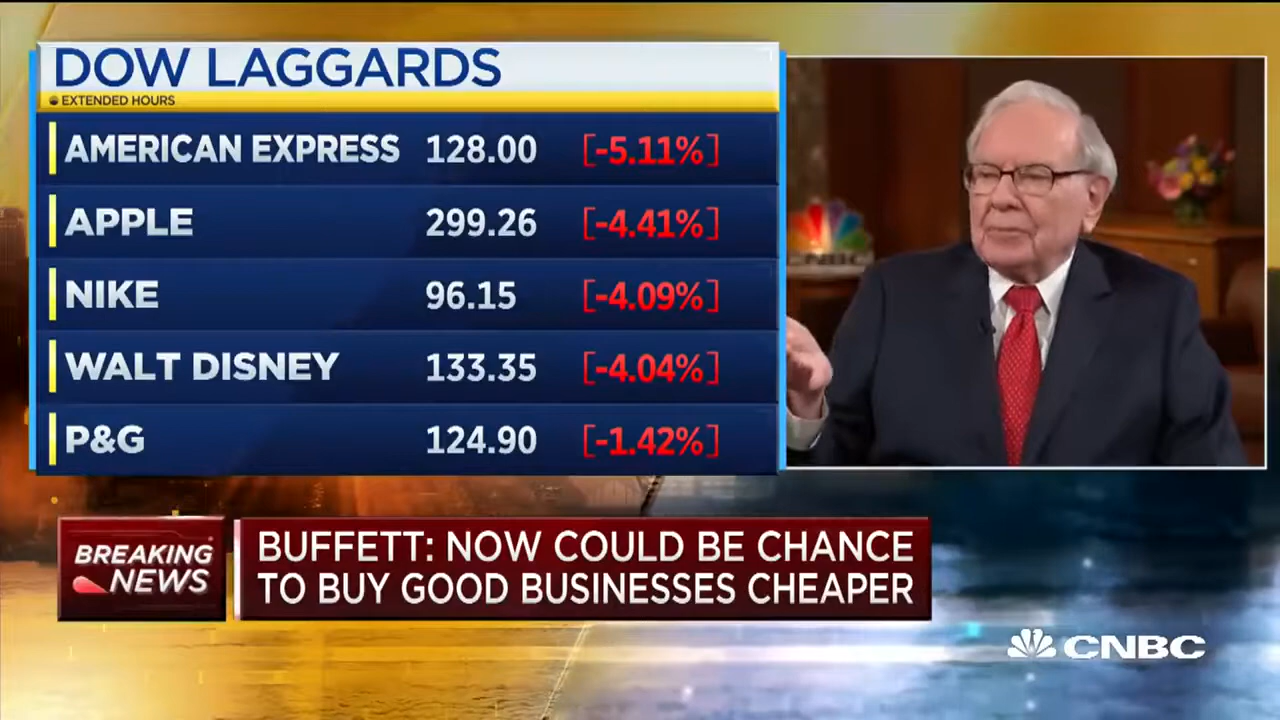 DOW LAGGARDS
EXTENDED HOURS
AMERICAN EXPRESS 128.00 [-5.11%]
APPLE 299.26 [-4.41%]
NIKE 96.15 [-4.09%]
WALT DISNEY 133.35 [-4.04%]
P&G 124.90 [-1.42%]
CNBC
BREAKING NEWS
BUFFETT: NOW COULD BE CHANCE
TO BUY GOOD BUSINESSES CHEAPER
CNBC